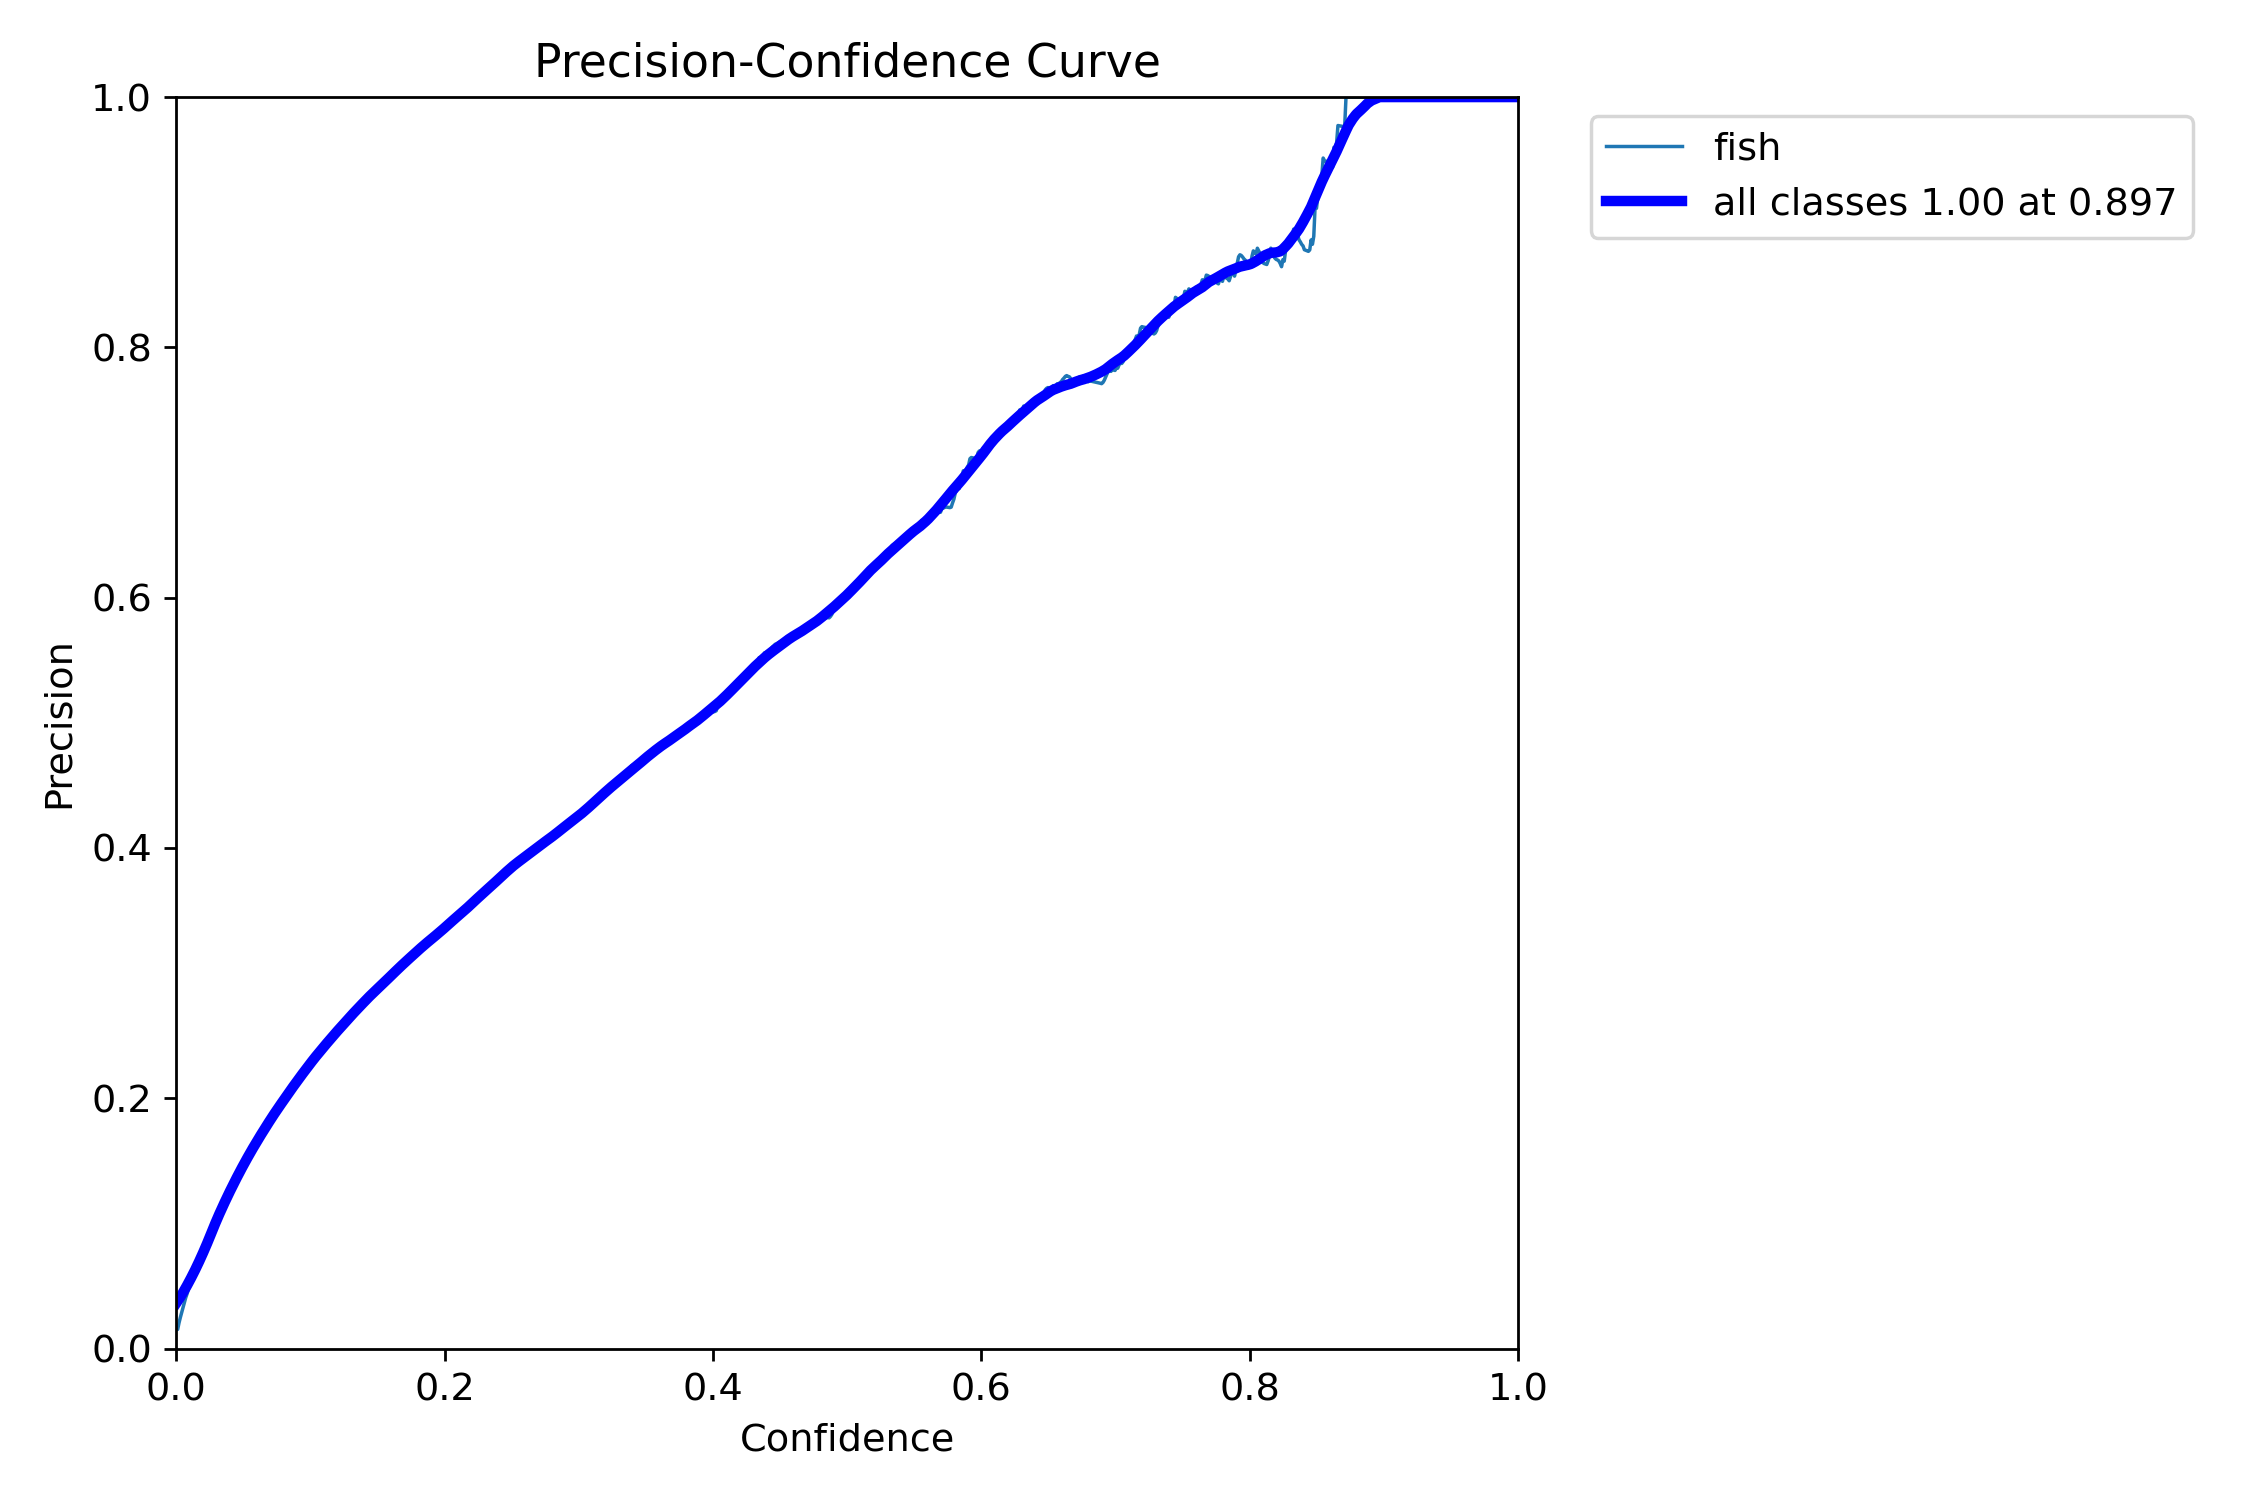 Precision-Confidence Curve
1.0
0.8
0.6
0.4
0.2
0.0
Precision
0.0 0.2 0.4 0.6 0.8 1.0
Confidence
fish
all classes 1.00 at 0.897